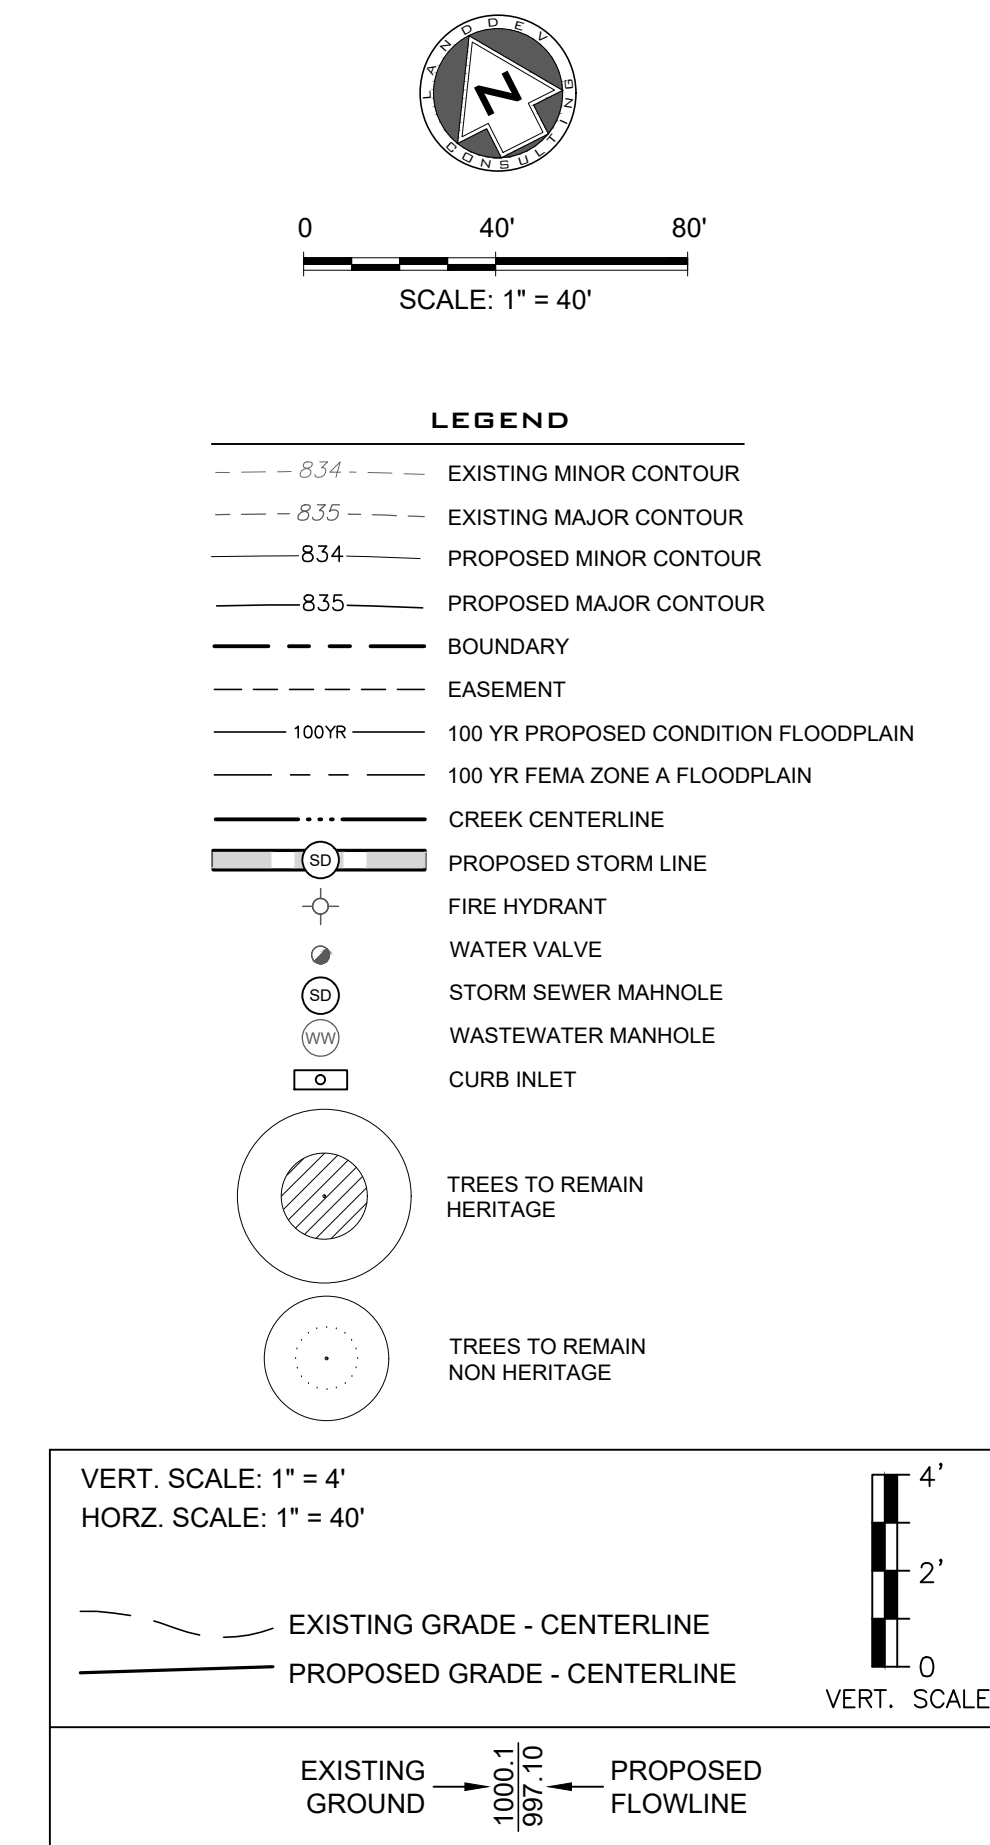 LANDDEV
CONSULTING
N
0 40' 80'
SCALE: 1" = 40'
LEGEND
834 EXISTING MINOR CONTOUR
835 EXISTING MAJOR CONTOUR
834 PROPOSED MINOR CONTOUR
835 PROPOSED MAJOR CONTOUR
BOUNDARY
EASEMENT
100YR 100 YR PROPOSED CONDITION FLOODPLAIN
100 YR FEMA ZONE A FLOODPLAIN
CREEK CENTERLINE
SD PROPOSED STORM LINE
FIRE HYDRANT
WATER VALVE
SD STORM SEWER MAHNOLE
WW WASTEWATER MANHOLE
CURB INLET
TREES TO REMAIN
HERITAGE
TREES TO REMAIN
NON HERITAGE
VERT. SCALE: 1" = 4'
HORZ. SCALE: 1" = 40'
EXISTING GRADE - CENTERLINE
PROPOSED GRADE - CENTERLINE
4'
2'
0
VERT. SCALE
EXISTING
GROUND
1000.1
997.10
PROPOSED
FLOWLINE